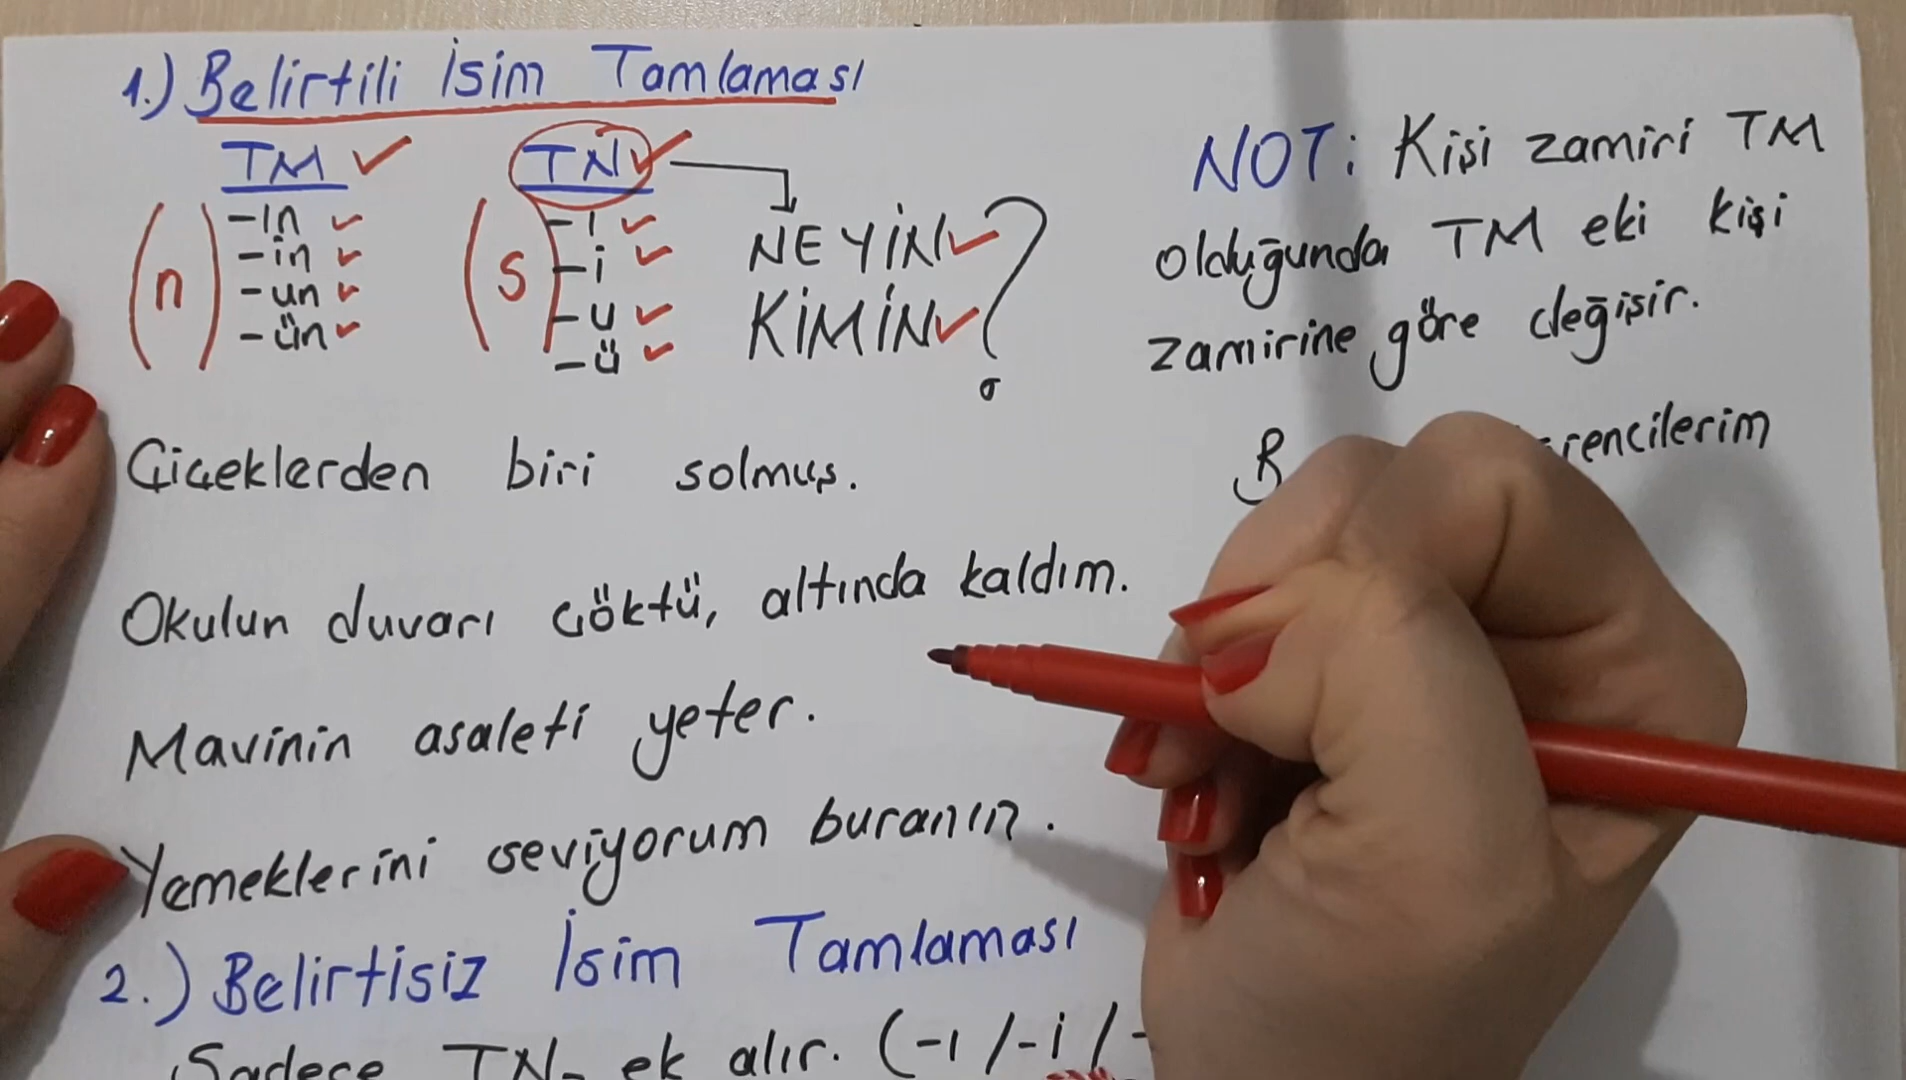 1.) Belirtili İsim Tamlaması
TM TN
(n) -ın -in -un -ün
(s) -ı -i -u -ü
NEYİN
KİMİN ?
NOT: Kişi zamiri TM
olduğunda TM eki kişi
zamirine göre değişir.
Çiçeklerden biri solmuş.
Okulun duvarı çöktü, altında kaldım.
Mavinin asaleti yeter.
Yemeklerini seviyorum buranın.
2.) Belirtisiz İsim Tamlaması
Sadece TN ek alır. (-ı /-i /-